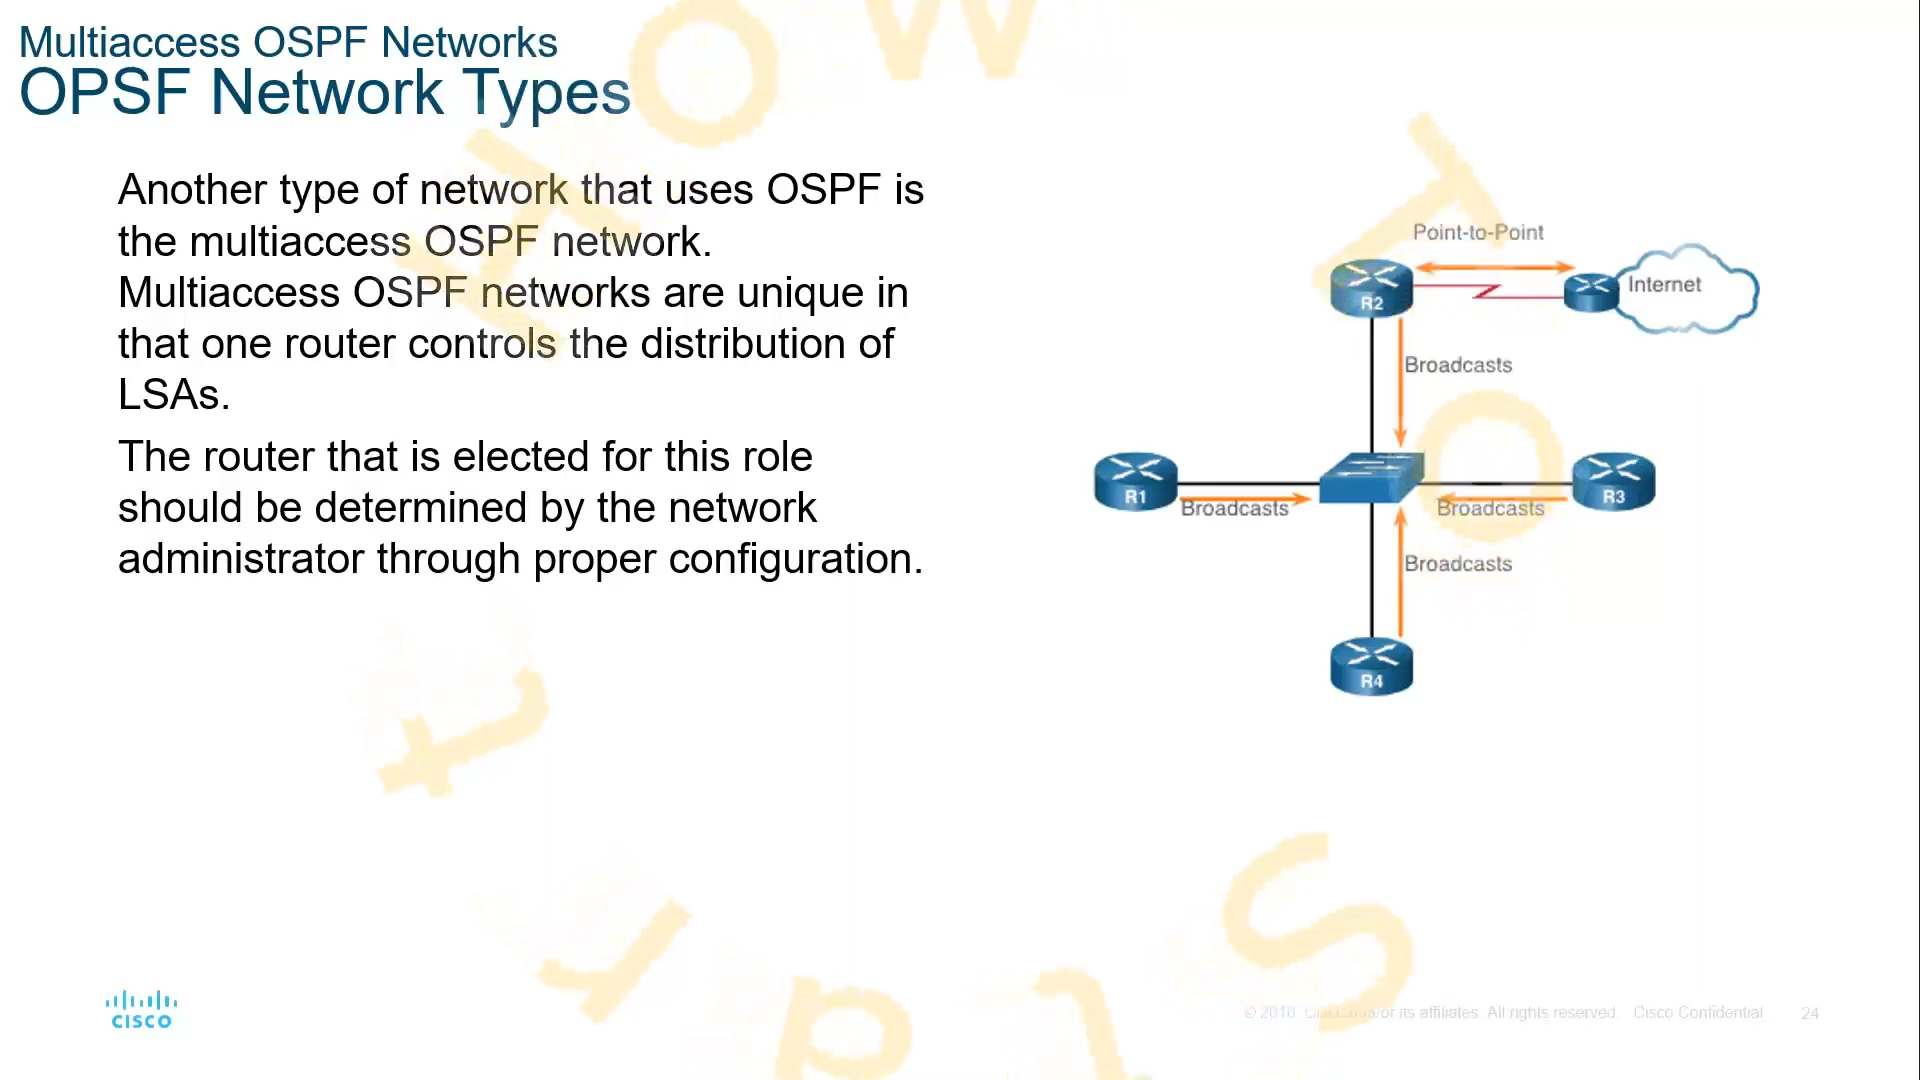 Multiaccess OSPF Networks
OPSF Network Types
Another type of network that uses OSPF is
the multiaccess OSPF network.
Multiaccess OSPF networks are unique in
that one router controls the distribution of
LSAs.
The router that is elected for this role
should be determined by the network
administrator through proper configuration.
Point-to-Point
R2
Internet
Broadcasts
R1
Broadcasts
Broadcasts
R3
Broadcasts
R4
CISCO
and/or its affiliates. All rights reserved. Cisco Confidential
24